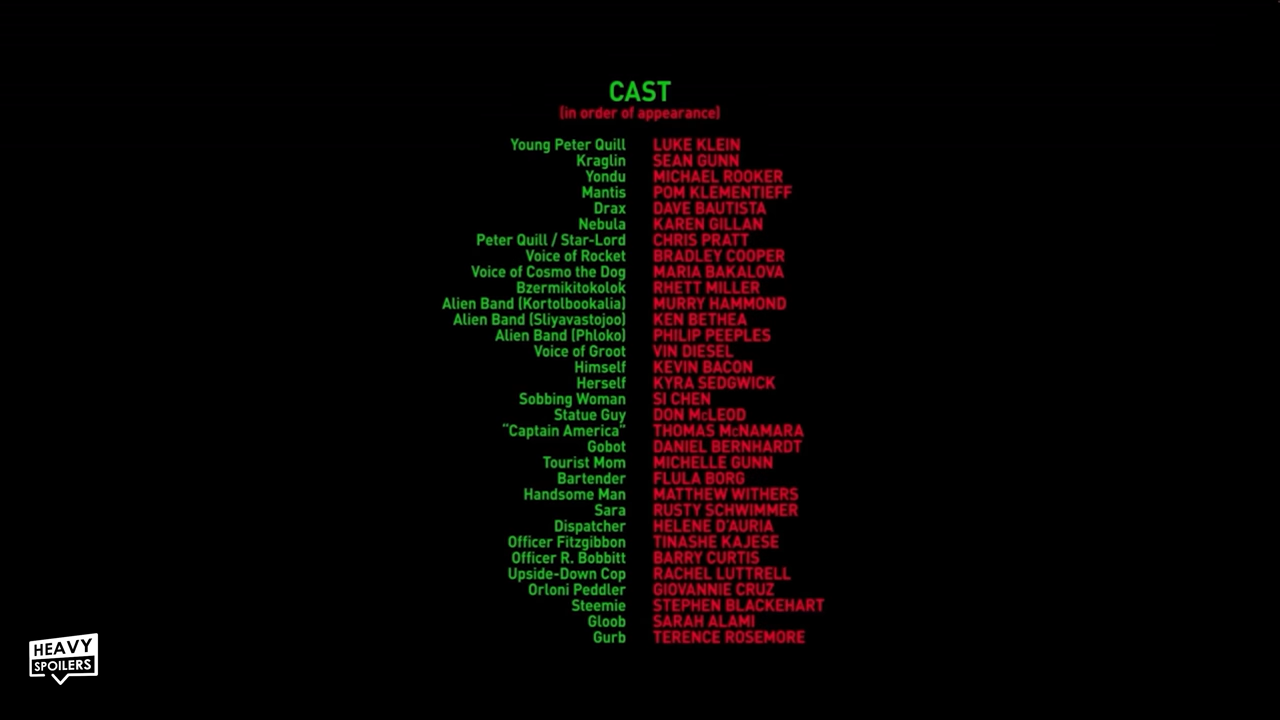 CAST
(in order of appearance)
Young Peter Quill LUKE KLEIN
Kraglin SEAN GUNN
Yondu MICHAEL ROOKER
Mantis POM KLEMENTIEFF
Drax DAVE BAUTISTA
Nebula KAREN GILLAN
Peter Quill / Star-Lord CHRIS PRATT
Voice of Rocket BRADLEY COOPER
Voice of Cosmo the Dog MARIA BAKALOVA
Bzermikitokolok RHETT MILLER
Alien Band (Kortolbookalia) MURRY HAMMOND
Alien Band (Sliyavastojoo) KEN BETHEA
Alien Band (Phloko) PHILIP PEEPLES
Voice of Groot VIN DIESEL
Himself KEVIN BACON
Herself KYRA SEDGWICK
Sobbing Woman SI CHEN
Statue Guy DON McLEOD
"Captain America" THOMAS McNAMARA
Gobot DANIEL BERNHARDT
Tourist Mom MICHELLE GUNN
Bartender FLULA BORG
Handsome Man MATTHEW WITHERS
Sara RUSTY SCHWIMMER
Dispatcher HELENE D'AURIA
Officer Fitzgibbon TINASHE KAJESE
Officer R. Bobbitt BARRY CURTIS
Upside-Down Cop RACHEL LUTTRELL
Orloni Peddler GIOVANNIE CRUZ
Steemie STEPHEN BLACKEHART
Gloob SARAH ALAMI
Gurb TERENCE ROSEMORE
HEAVY
SPOILERS